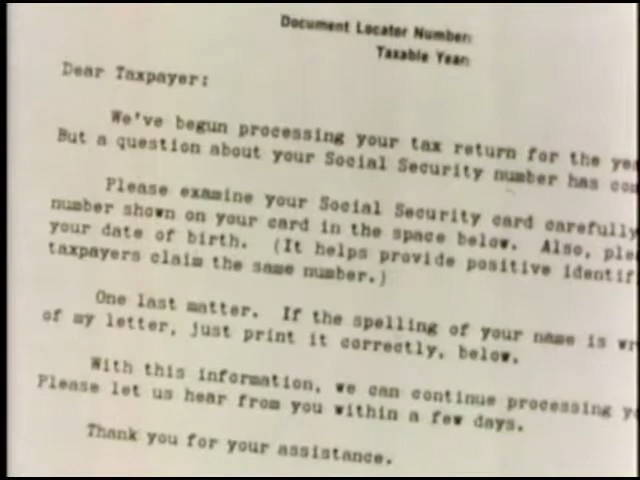 Document Locator Number:
Taxable Year:
Dear Taxpayer:
We've begun processing your tax return for the
But a question about your Social Security number has
Please examine your Social Security card carefully
number shown on your card in the space below. Also,
your date of birth. (It helps provide positive
taxpayers claim the same number.)
One last matter. If the spelling of your name is
of my letter, just print it correctly, below.
With this information, we can continue processing
Please let us hear from you within a few days.
Thank you for your assistance.